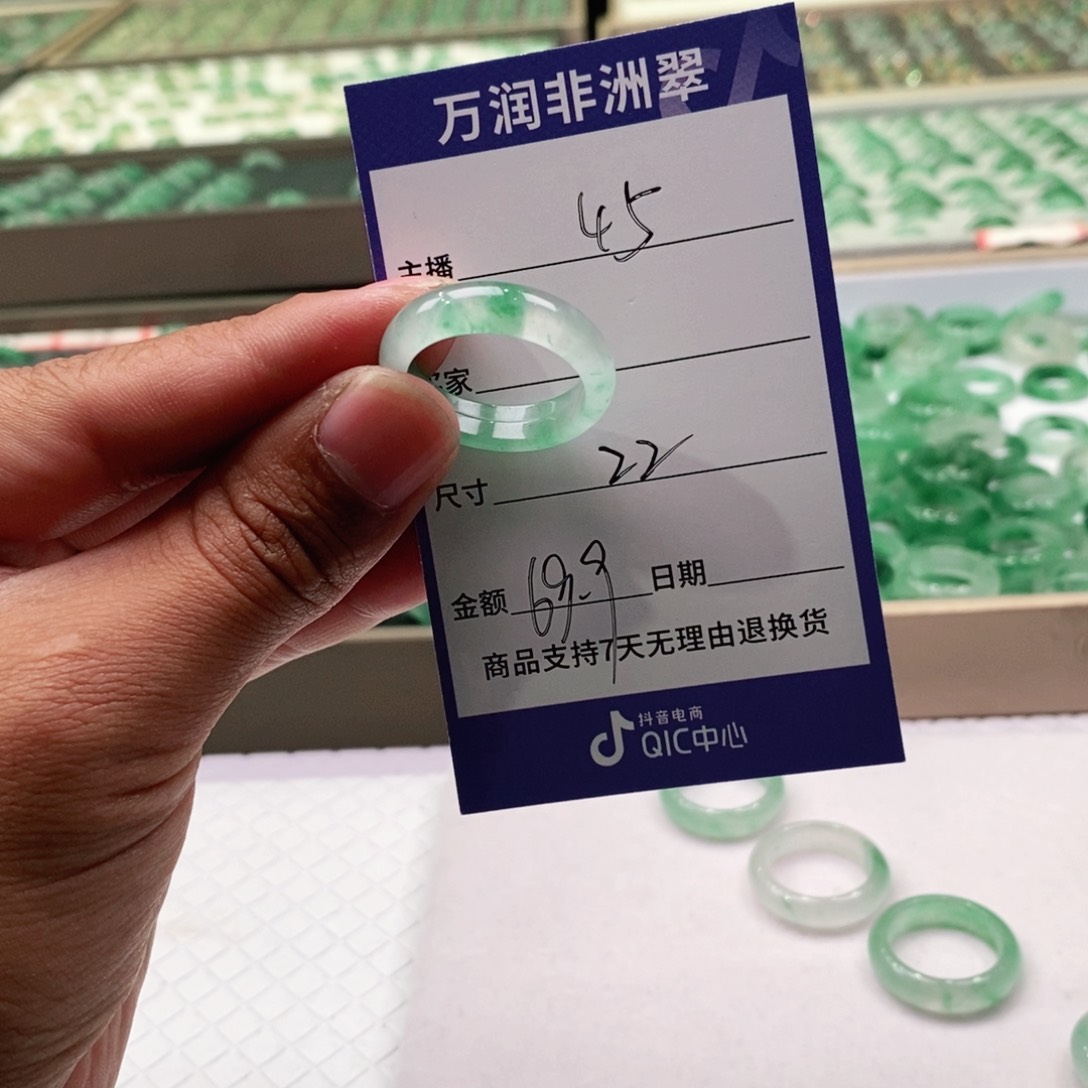 万润非洲翠
主播 45
家
尺寸 22
金额 69.9 日期
商品支持7天无理由退换货
抖音电商
QIC中心